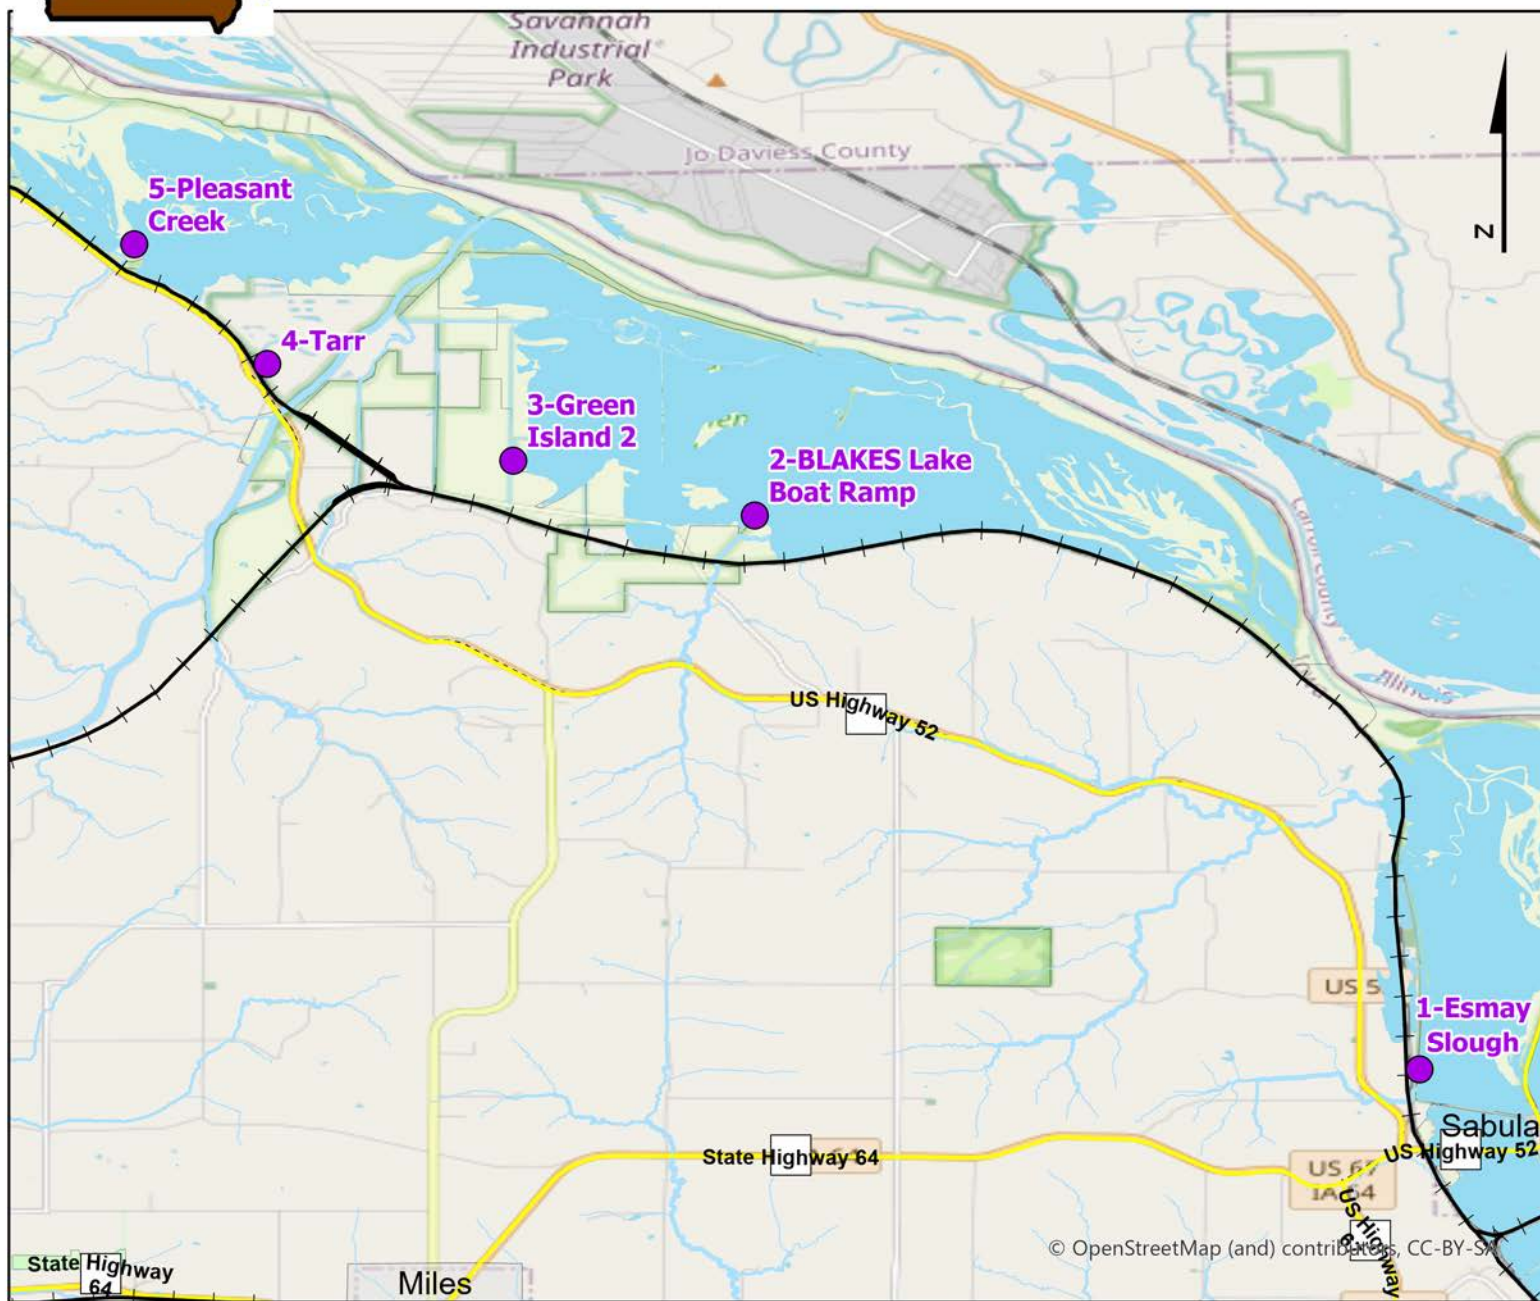 Savannah
Industrial
Park
Jo Daviess County
5-Pleasant
Creek
N
4-Tarr
3-Green
Island 2
2-BLAKES Lake
Boat Ramp
Carroll County
Illinois
US Highway 52
US 5
1-Esmay
Slough
Sabula
US Highway 52
State Highway 64
US 67
IA 64
US Highway
© OpenStreetMap (and) contributors, CC-BY-SA
State Highway
64
Miles